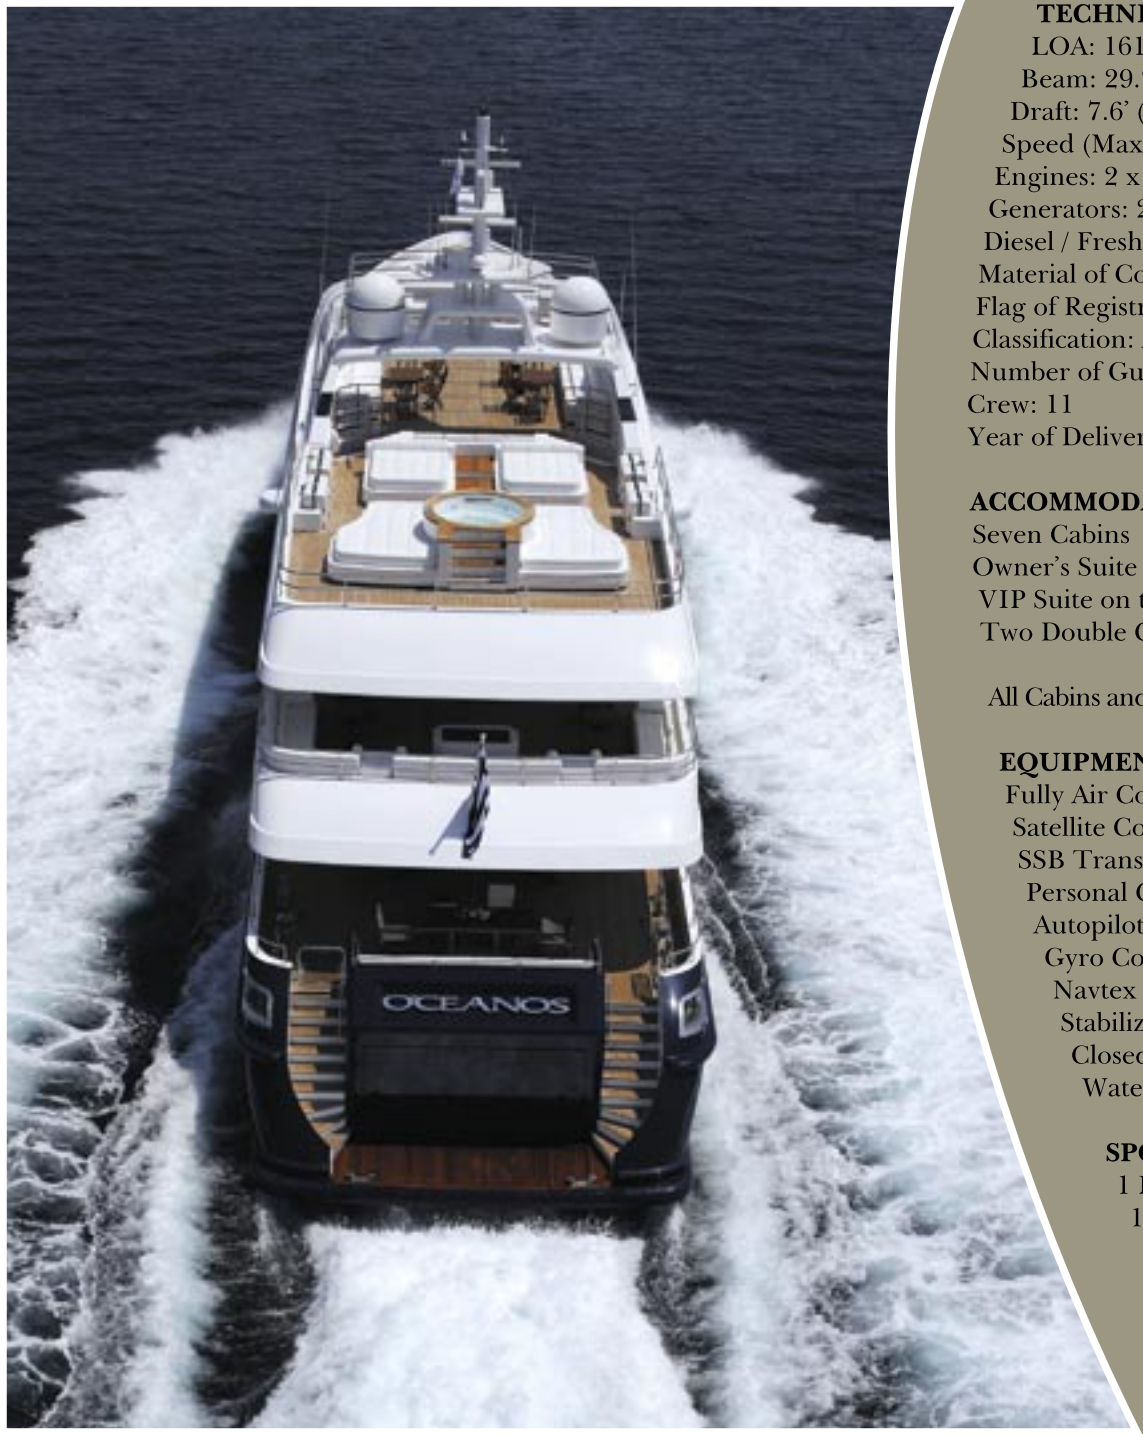 OCEANOS
TECHNI
LOA: 161
Beam: 29.
Draft: 7.6’ (
Speed (Max
Engines: 2 x
Generators: 2
Diesel / Fresh
Material of Co
Flag of Registr
Classification:
Number of Gu
Crew: 11
Year of Deliver
ACCOMMODA
Seven Cabins
Owner’s Suite
VIP Suite on t
Two Double C
All Cabins and
EQUIPMEN
Fully Air Co
Satellite Co
SSB Trans
Personal C
Autopilot
Gyro Co
Navtex
Stabiliz
Closed
Wate
SPO
1
1